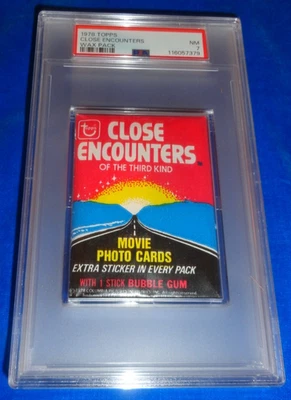 1978 TOPPS
CLOSE ENCOUNTERS
WAX PACK
NM
7
116057379
topps
CLOSE
ENCOUNTERS
OF THE THIRD KIND
MOVIE
PHOTO CARDS
EXTRA STICKER IN EVERY PACK
WITH 1 STICK BUBBLE GUM